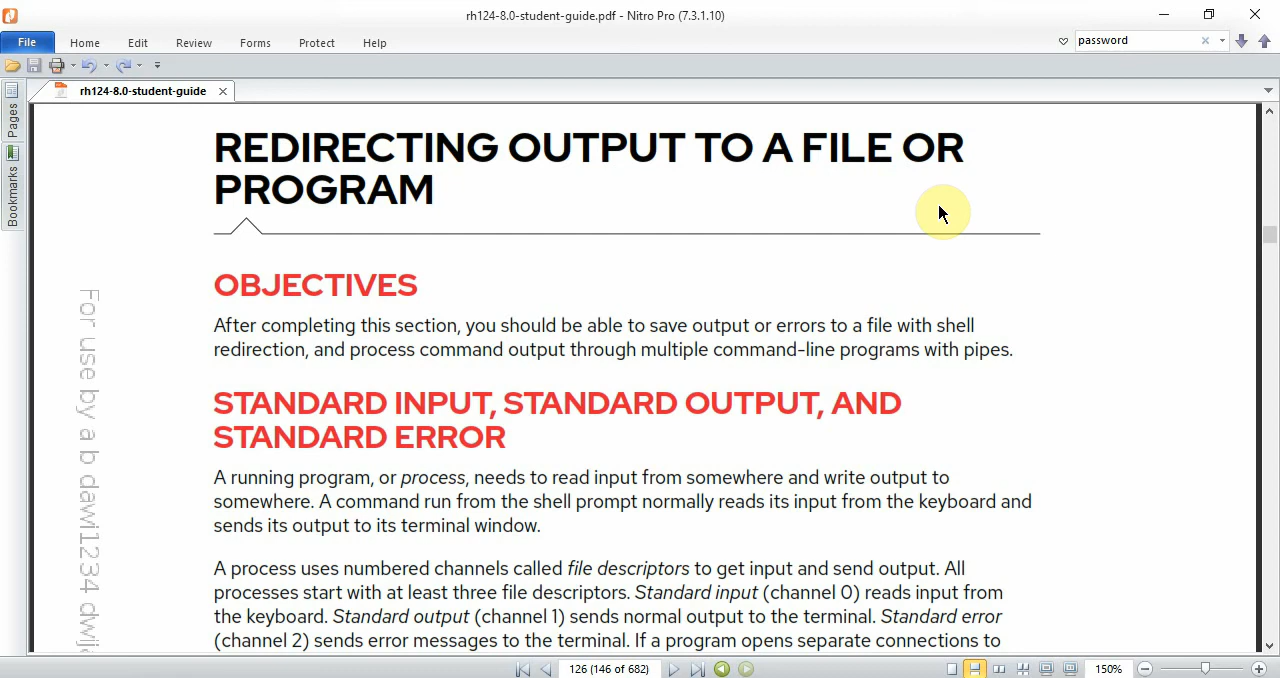 rh124-8.0-student-guide.pdf - Nitro Pro (7.3.1.10)
File Home Edit Review Forms Protect Help
password
rh124-8.0-student-guide
Pages
Bookmarks
REDIRECTING OUTPUT TO A FILE OR
PROGRAM
OBJECTIVES
After completing this section, you should be able to save output or errors to a file with shell
redirection, and process command output through multiple command-line programs with pipes.
STANDARD INPUT, STANDARD OUTPUT, AND
STANDARD ERROR
A running program, or process, needs to read input from somewhere and write output to
somewhere. A command run from the shell prompt normally reads its input from the keyboard and
sends its output to its terminal window.
A process uses numbered channels called file descriptors to get input and send output. All
processes start with at least three file descriptors. Standard input (channel 0) reads input from
the keyboard. Standard output (channel 1) sends normal output to the terminal. Standard error
(channel 2) sends error messages to the terminal. If a program opens separate connections to
For use by a b dawi1234
126 (146 of 682)
150%